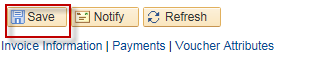 Save Notify Refresh
Invoice Information | Payments | Voucher Attributes